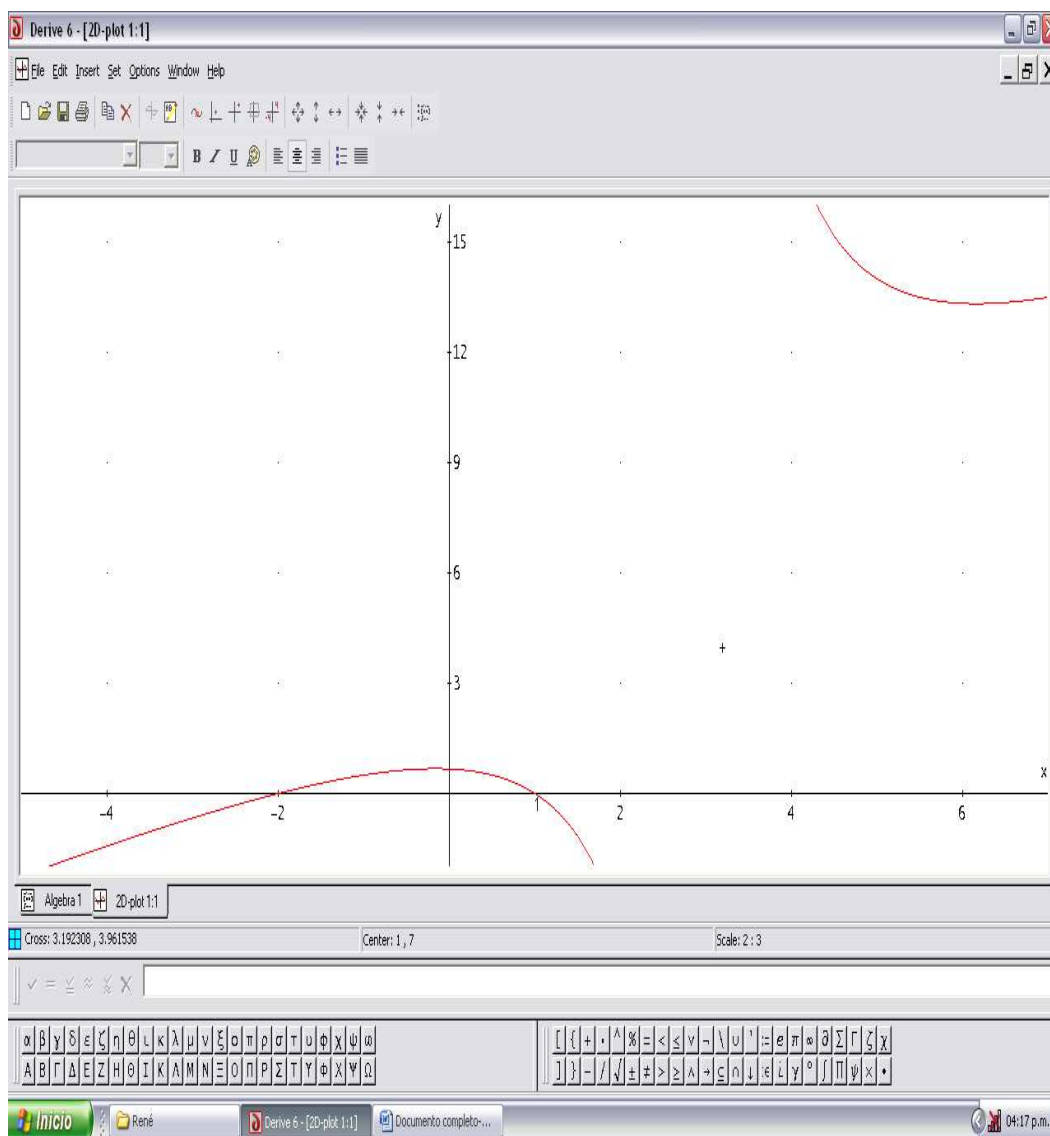 Derive 6 - [2D-plot 1:1]
File Edit Insert Set Options Window Help
B I U
y
15
12
9
6
3
x
-4 -2 1 2 4 6
Algebra 1 2D-plot 1:1
Cross: 3.192308 , 3.961538 Center: 1 , 7 Scale: 2 : 3
α β γ δ ε ζ η θ ι κ λ μ ν ξ ο π ρ σ τ υ φ χ ψ ω
Α Β Γ Δ Ε Ζ Η Θ Ι Κ Λ Μ Ν Ξ Ο Π Ρ Σ Τ Υ Φ Χ Ψ Ω
Inicio René Derive 6 - [2D-plot 1:1] Documento completo-... 04:17 p.m.